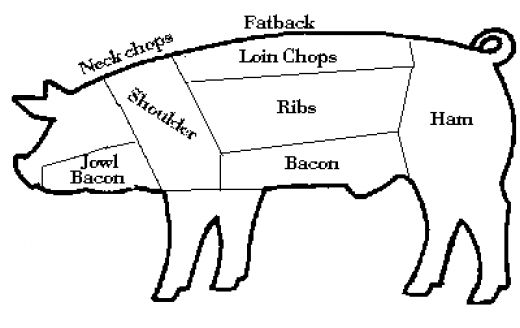 Fatback
Neck chops
Loin Chops
Shoulder
Ribs
Ham
Jowl
Bacon
Bacon